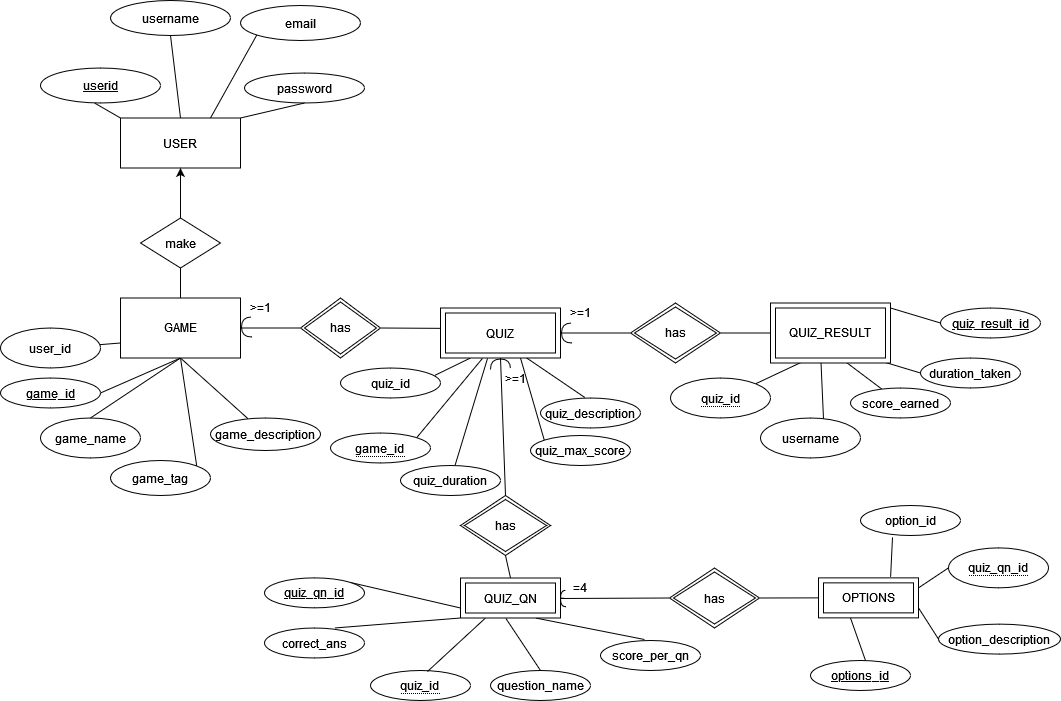 username
email
userid
password
USER
make
>=1
>=1
GAME
has
QUIZ
has
QUIZ_RESULT
quiz_result_id
user_id
>=1
duration_taken
quiz_id
game_id
quiz_id
score_earned
quiz_description
game_name
game_description
username
game_id
quiz_max_score
game_tag
quiz_duration
option_id
has
quiz_qn_id
=4
quiz_qn_id
QUIZ_QN
has
OPTIONS
correct_ans
option_description
score_per_qn
options_id
quiz_id
question_name